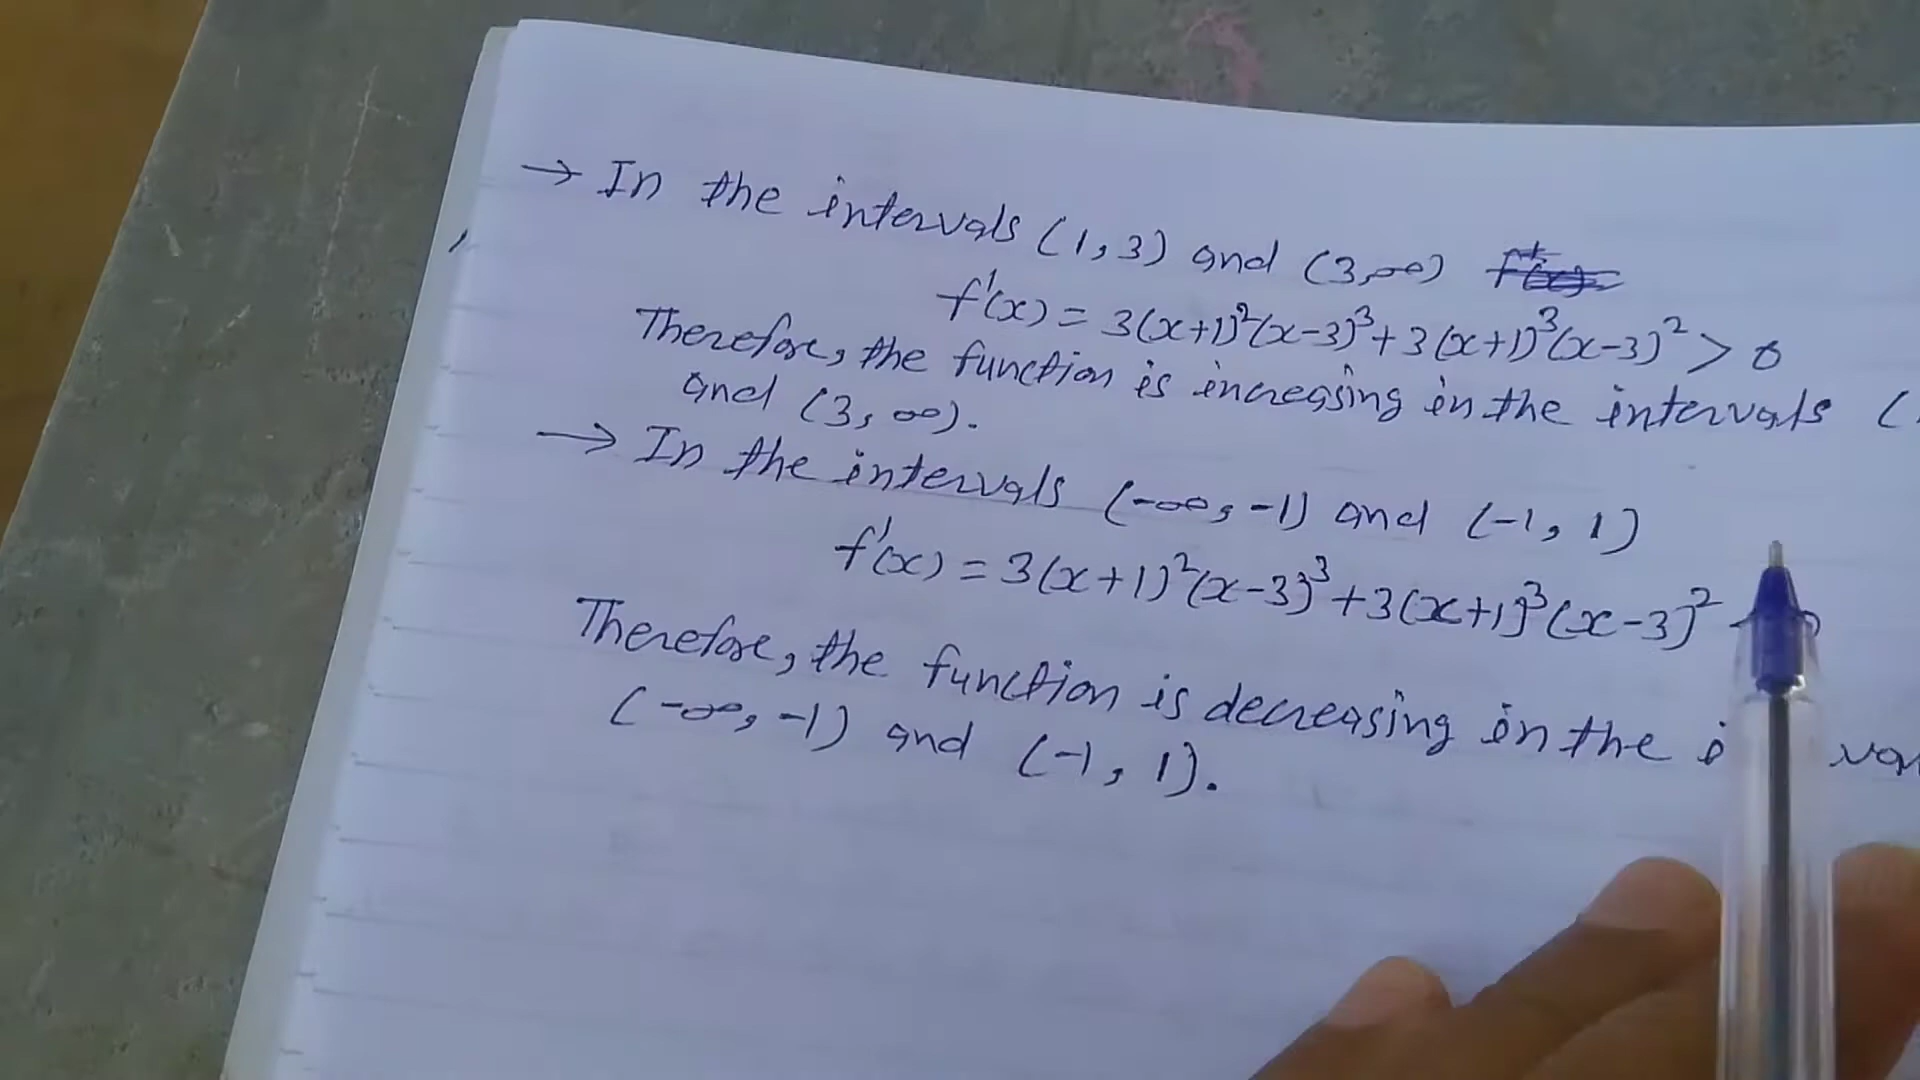 → In the intervals (1,3) and (3,∞)
f'(x) = 3(x+1)²(x-3)³+3(x+1)³(x-3)² > 0
Therefore, the function is increasing in the intervals (
and (3, ∞).
→ In the intervals (-∞, -1) and (-1, 1)
f'(x) = 3(x+1)²(x-3)³+3(x+1)³(x-3)²
Therefore, the function is decreasing in the
(-∞, -1) and (-1, 1).